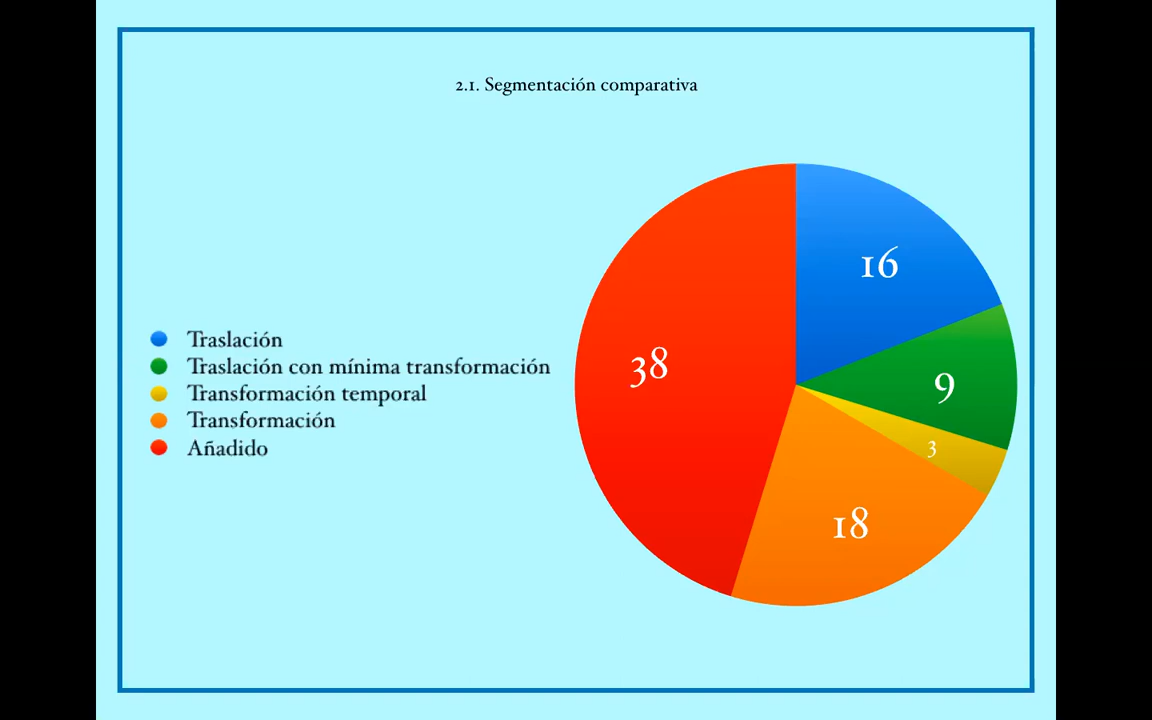 2.1. Segmentación comparativa
Traslación
Traslación con mínima transformación
Transformación temporal
Transformación
Añadido
16
9
3
18
38